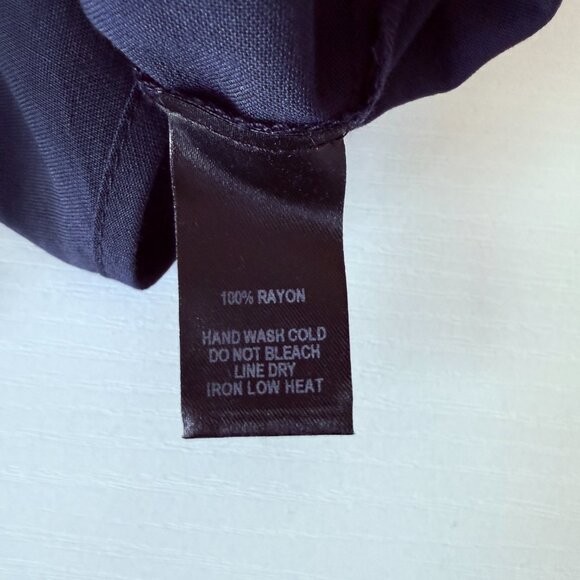 100% RAYON
HAND WASH COLD
DO NOT BLEACH
LINE DRY
IRON LOW HEAT